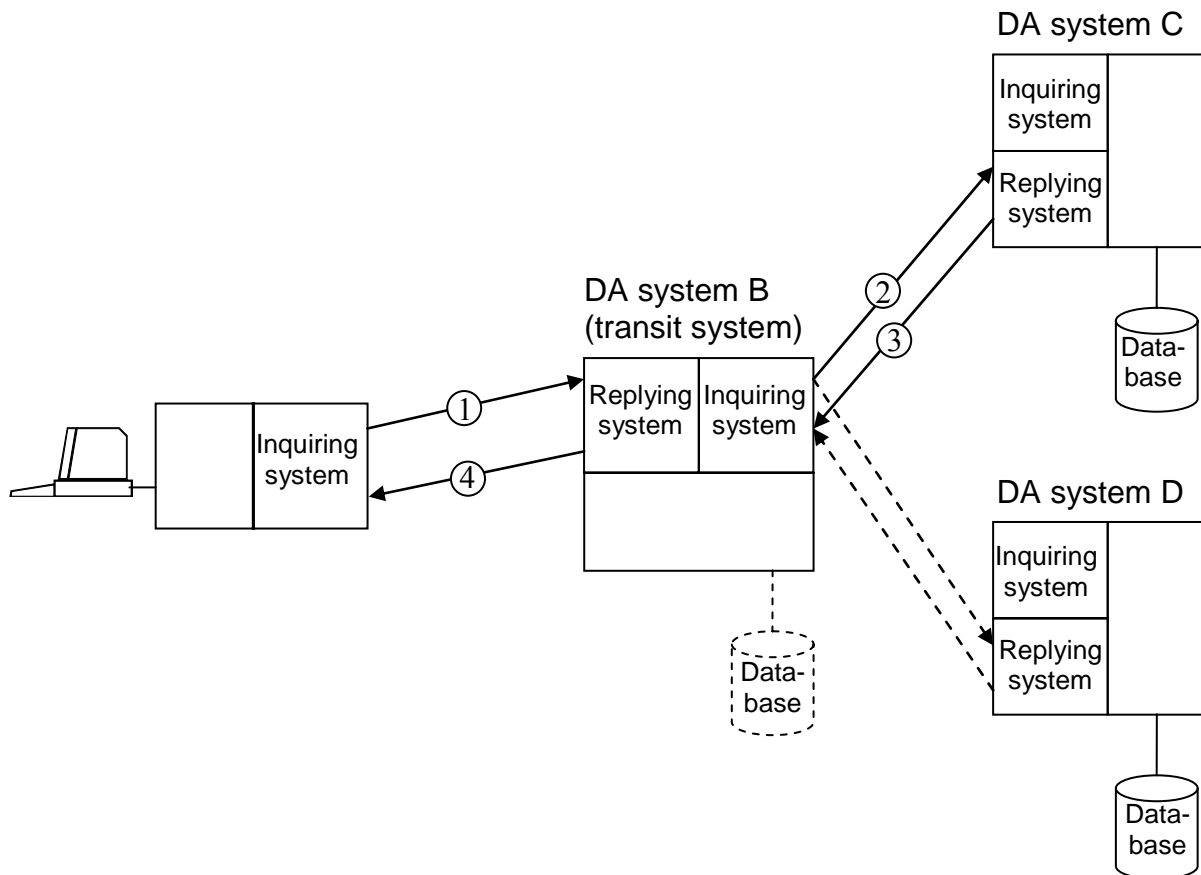 DA system C
Inquiring
system
Replying
system
Data-
base
2
3
DA system B
(transit system)
Replying
system
Inquiring
system
1
4
Inquiring
system
Data-
base
DA system D
Inquiring
system
Replying
system
Data-
base